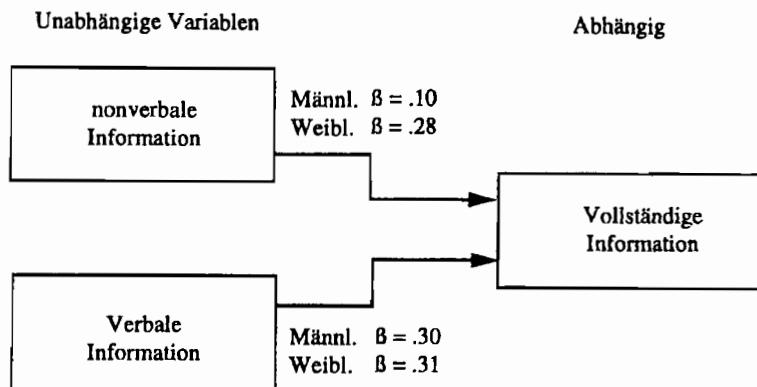 Unabhängige Variablen
Abhängig
nonverbale
Information
Männl. ß = .10
Weibl. ß = .28
Vollständige
Information
Verbale
Information
Männl. ß = .30
Weibl. ß = .31